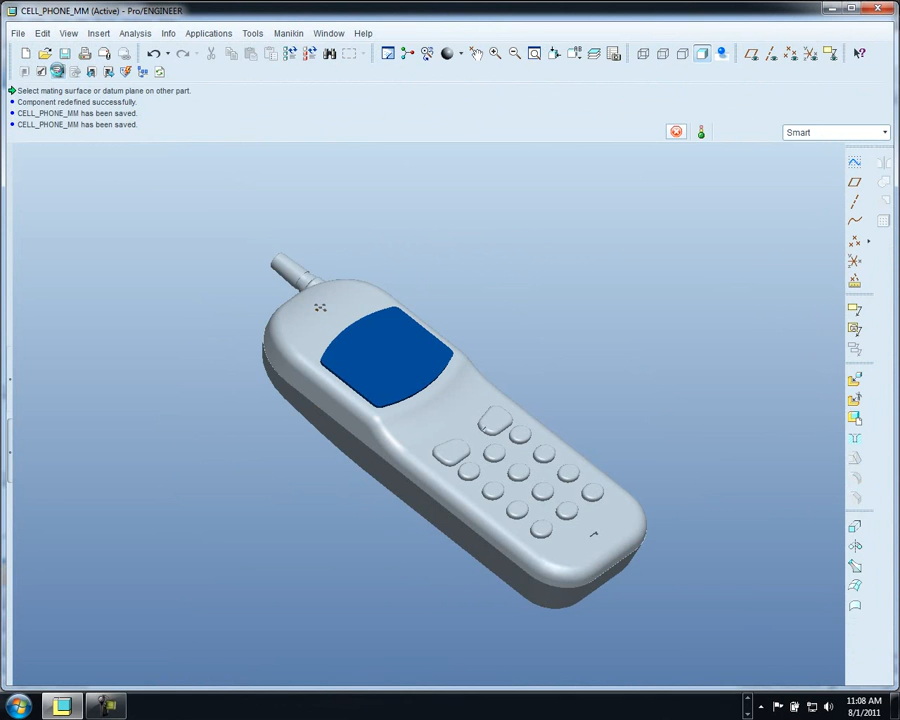 CELL_PHONE_MM (Active) - Pro/ENGINEER
File Edit View Insert Analysis Info Applications Tools Manikin Window Help
Select mating surface or datum plane on other part.
Component redefined successfully.
CELL_PHONE_MM has been saved.
CELL_PHONE_MM has been saved.
Smart
11:08 AM
8/1/2011